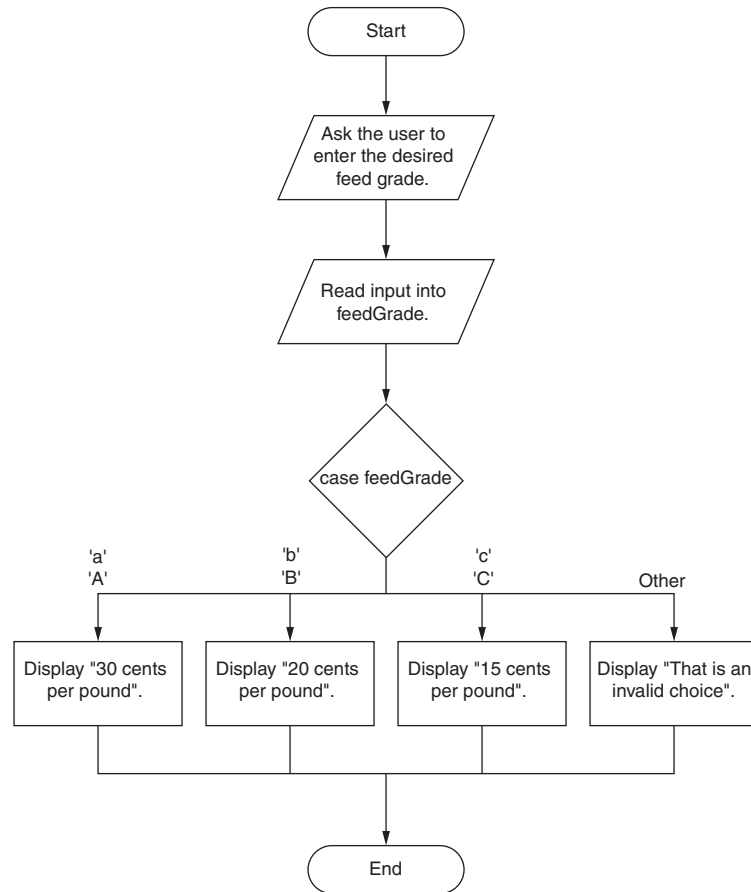 Start
Ask the user to
enter the desired
feed grade.
Read input into
feedGrade.
case feedGrade
'a'
'A'
'b'
'B'
'c'
'C'
Other
Display "30 cents
per pound".
Display "20 cents
per pound".
Display "15 cents
per pound".
Display "That is an
invalid choice".
End